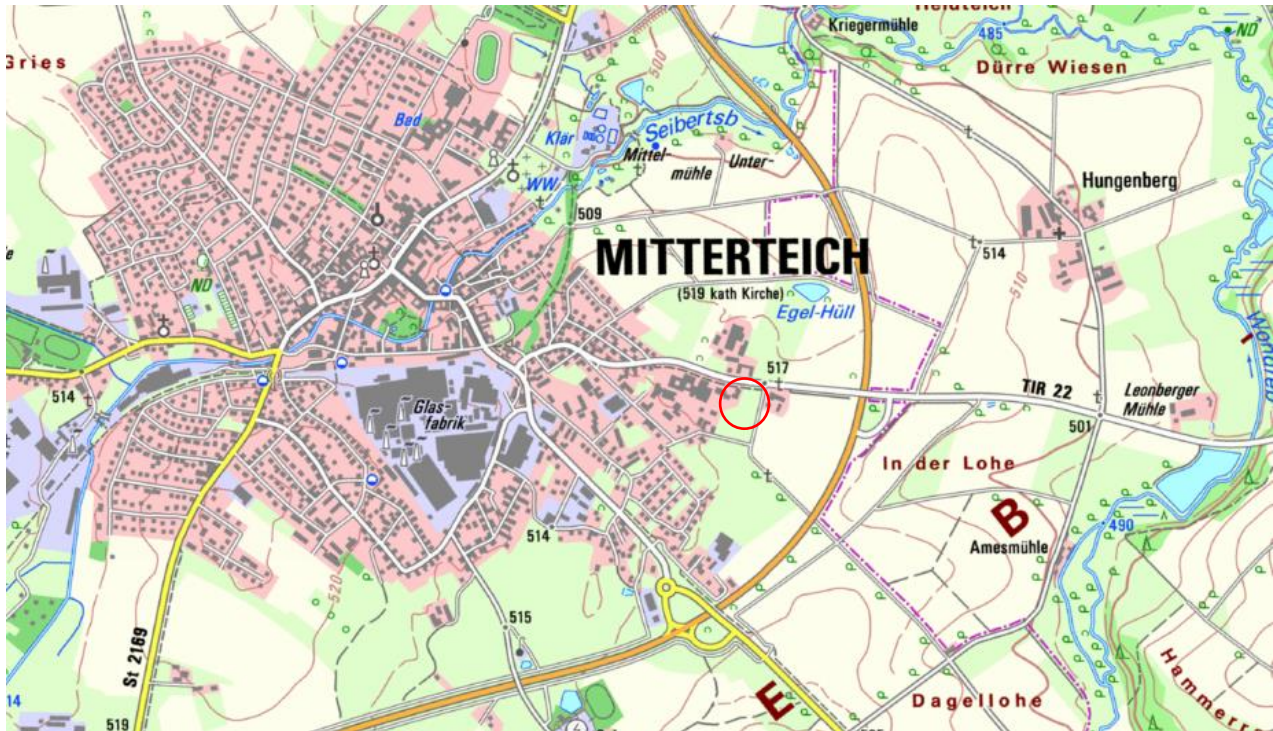 Kriegermühle
485
ND
Gries
Dürre Wiesen
500
Bad
Klär
Seibertsb
Mittel-
mühle
Unter-
WW
Hungenberg
509
MITTERTEICH
(519 kath Kirche)
514
510
Egel-Hüll
ND
517
TIR 22
Leonberger
Mühle
514
Glas-
fabrik
501
In der Lohe
B
490
Amesmühle
514
520
515
St 2169
E
Dagellohe
519
14